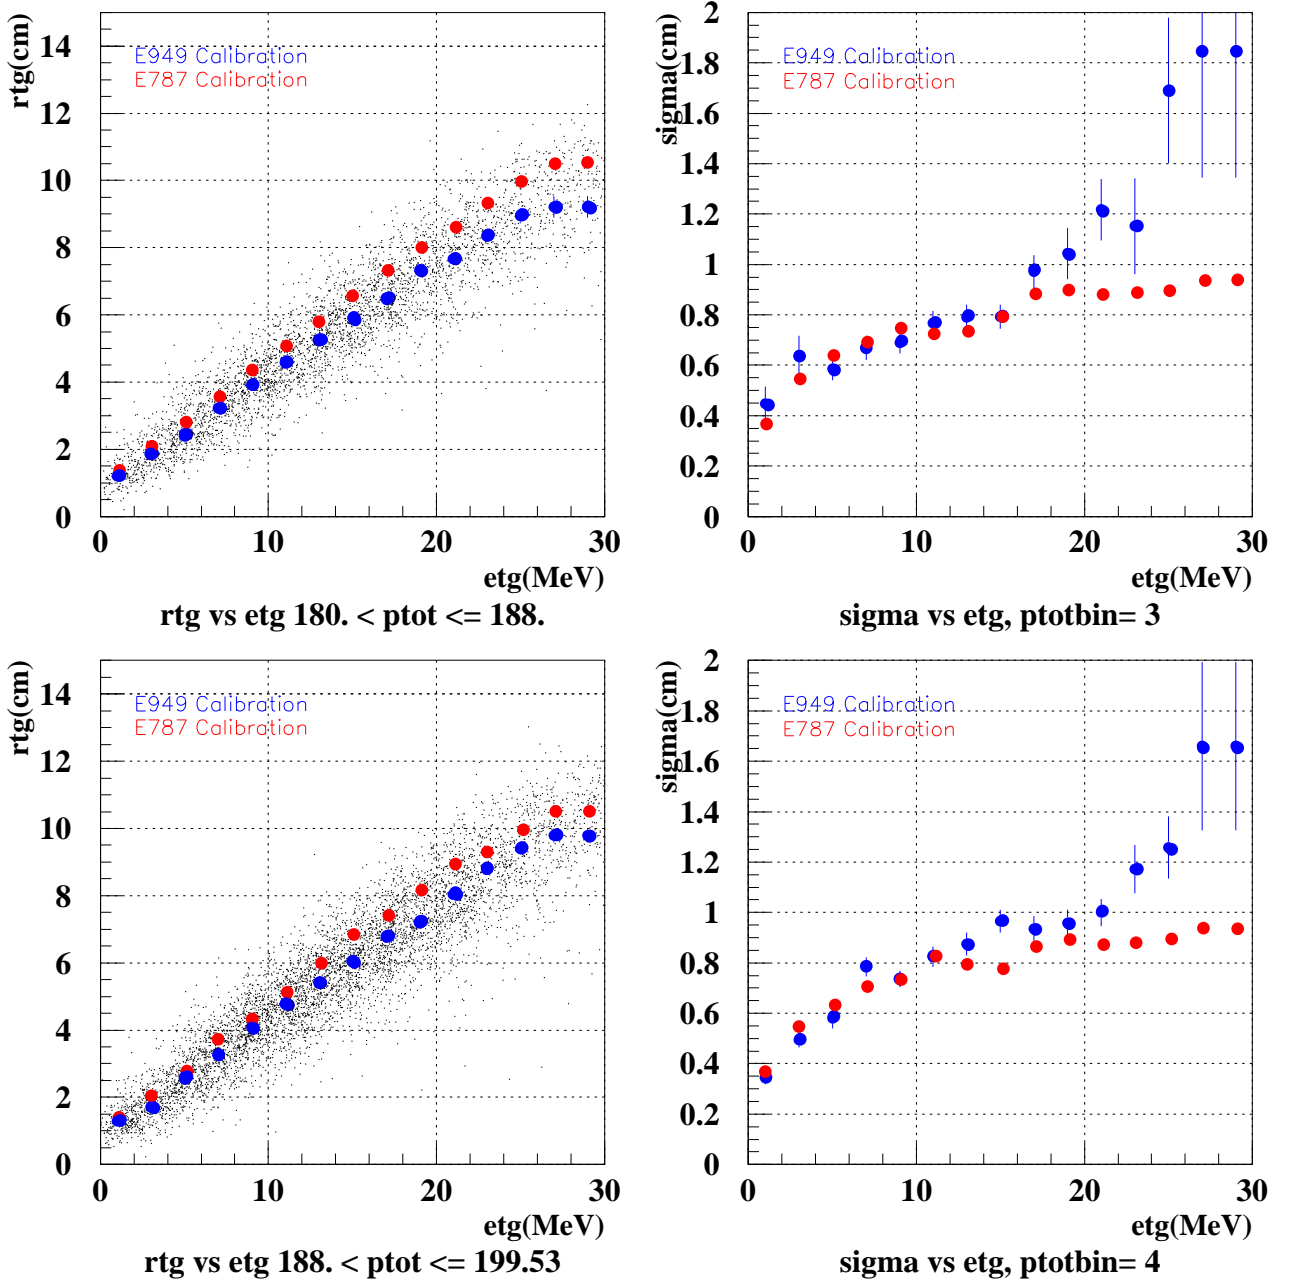 rtg(cm)
14
12
10
8
6
4
2
0
E949 Calibration
E787 Calibration
0 10 20 30
etg(MeV)
rtg vs etg 180. < ptot <= 188.
sigma(cm)
2
1.8
1.6
1.4
1.2
1
0.8
0.6
0.4
0.2
0
E949 Calibration
E787 Calibration
0 10 20 30
etg(MeV)
sigma vs etg, ptotbin= 3
rtg(cm)
14
12
10
8
6
4
2
0
E949 Calibration
E787 Calibration
0 10 20 30
etg(MeV)
rtg vs etg 188. < ptot <= 199.53
sigma(cm)
2
1.8
1.6
1.4
1.2
1
0.8
0.6
0.4
0.2
0
E949 Calibration
E787 Calibration
0 10 20 30
etg(MeV)
sigma vs etg, ptotbin= 4